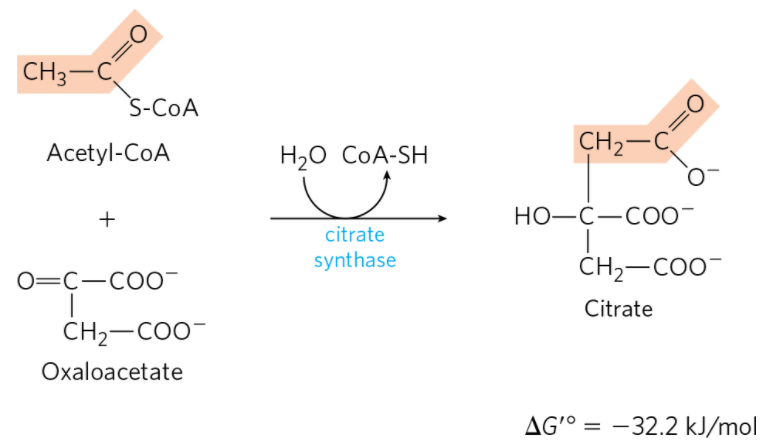 O
CH₃—C
S-CoA
Acetyl-CoA
+
O=C—COO⁻
CH₂—COO⁻
Oxaloacetate
H₂O CoA-SH
citrate
synthase
O
CH₂—C
O⁻
HO—C—COO⁻
CH₂—COO⁻
Citrate
ΔG′° = −32.2 kJ/mol